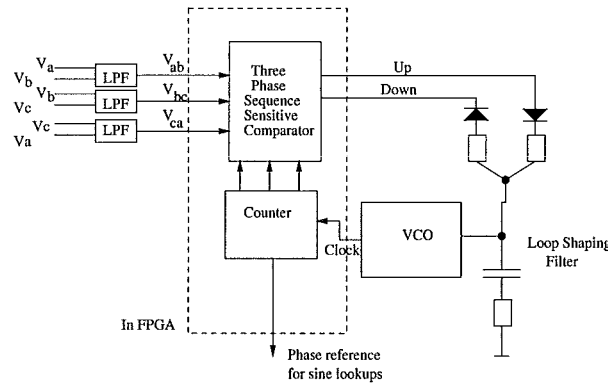 Va
Vb
LPF
Vab
Vb
Vc
LPF
Vbc
Vc
Va
LPF
Vca
Three
Phase
Sequence
Sensitive
Comparator
Up
Down
Counter
Clock
VCO
Loop Shaping
Filter
In FPGA
Phase reference
for sine lookups